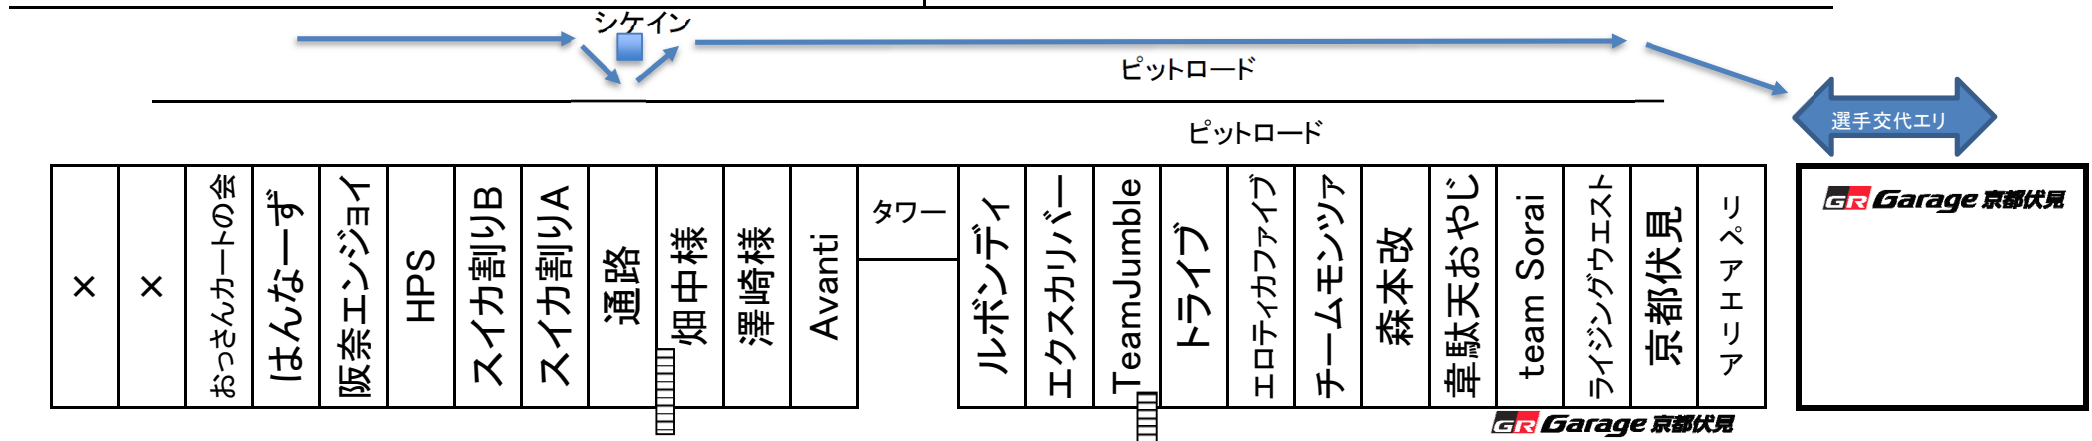 シケイン
ピットロード
ピットロード
選手交代エリ
×
×
おっさんカートの会
はんなーず
阪奈エンジョイ
HPS
スイカ割りB
スイカ割りA
通路
畑中様
澤崎様
Avanti
タワー
ルボンディ
エクスカリバー
TeamJumble
トライブ
エロティカファイブ
チームモンツァ
森本改
韋駄天おやじ
team Sorai
ライジングウエスト
京都伏見
リペアエリア
GR Garage 京都伏見
GR Garage 京都伏見